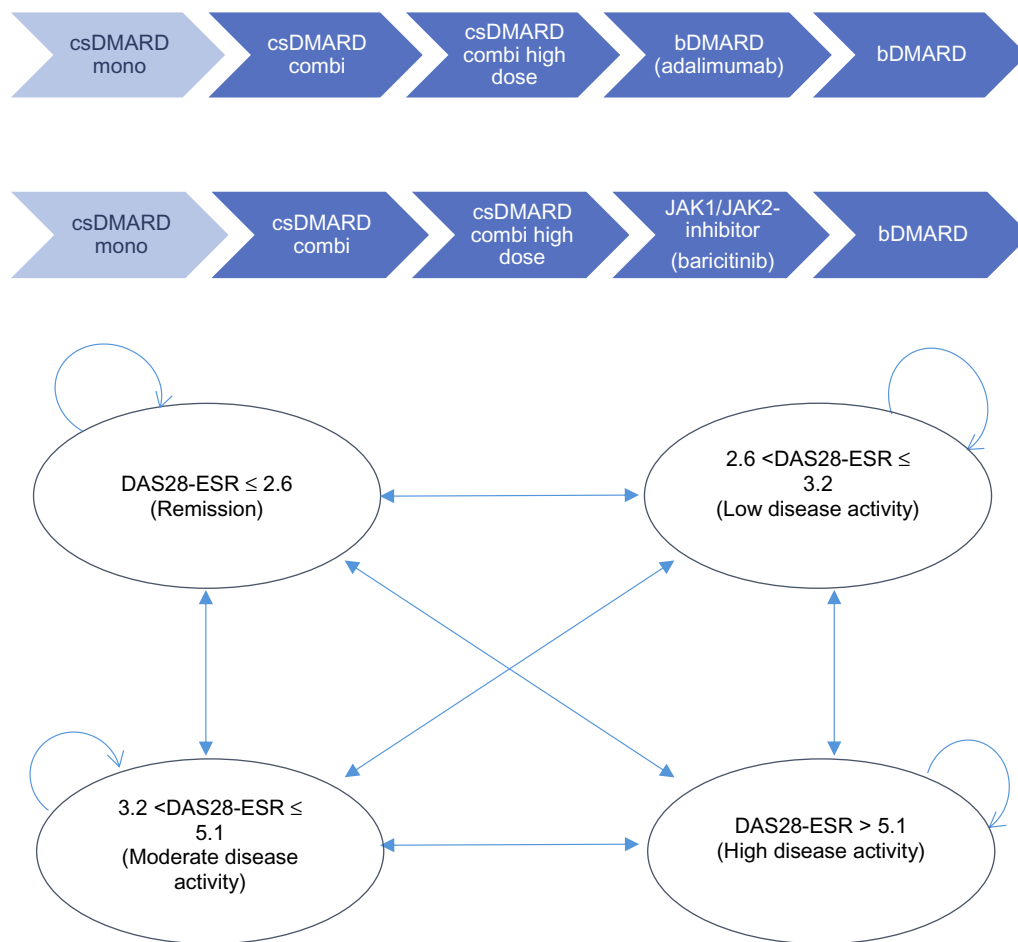 csDMARD
mono
csDMARD
combi
csDMARD
combi high
dose
bDMARD
(adalimumab)
bDMARD
csDMARD
mono
csDMARD
combi
csDMARD
combi high
dose
JAK1/JAK2-
inhibitor
(baricitinib)
bDMARD
DAS28-ESR ≤ 2.6
(Remission)
2.6 <DAS28-ESR ≤
3.2
(Low disease activity)
3.2 <DAS28-ESR ≤
5.1
(Moderate disease
activity)
DAS28-ESR > 5.1
(High disease activity)